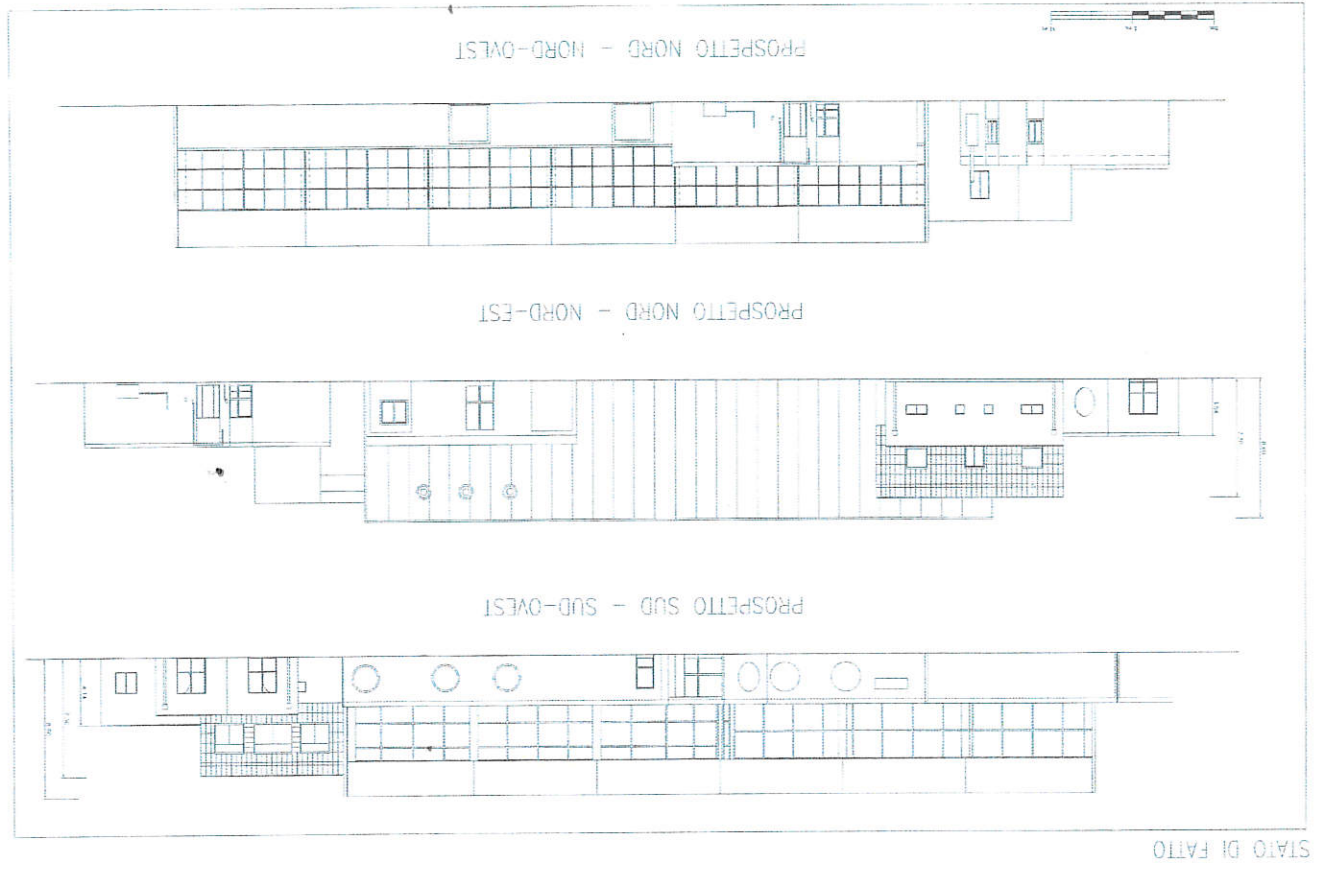 STATO DI FATTO
PROSPETTO SUD - SUD-OVEST
PROSPETTO NORD - NORD-EST
PROSPETTO NORD - NORD-OVEST